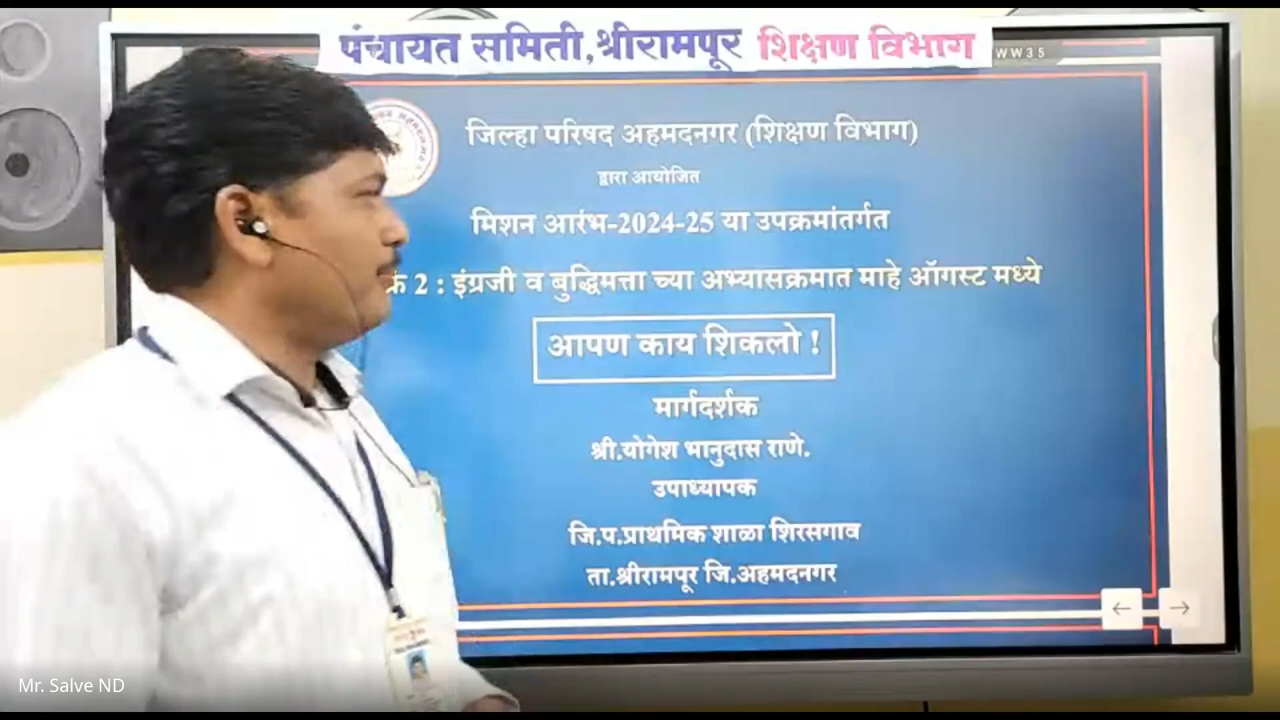 पंचायत समिती,श्रीरामपूर शिक्षण विभाग
WW35
जिल्हा परिषद अहमदनगर (शिक्षण विभाग)
द्वारा आयोजित
मिशन आरंभ-2024-25 या उपक्रमांतर्गत
क्रं 2 : इंग्रजी व बुद्धिमत्ता च्या अभ्यासक्रमात माहे ऑगस्ट मध्ये
आपण काय शिकलो !
मार्गदर्शक
श्री.योगेश भानुदास राणे.
उपाध्यापक
जि.प.प्राथमिक शाळा शिरसगाव
ता.श्रीरामपूर जि.अहमदनगर
Mr. Salve ND